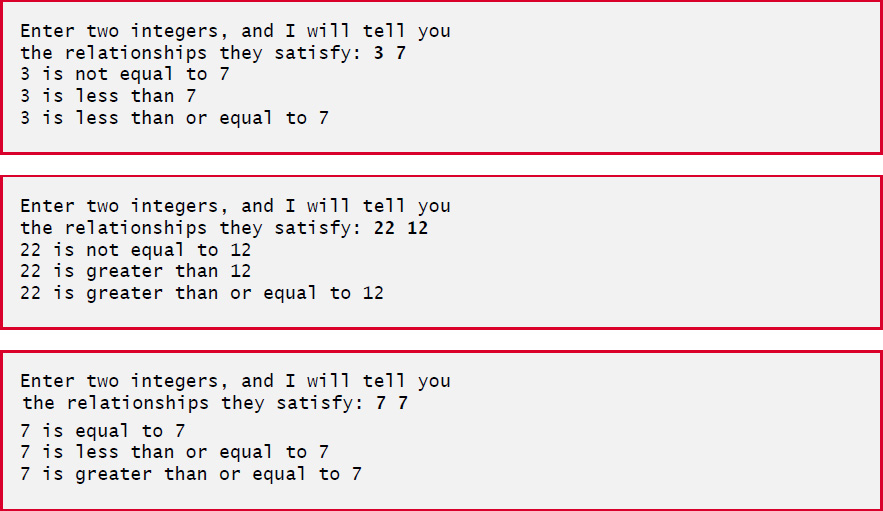 Enter two integers, and I will tell you
the relationships they satisfy: 3 7
3 is not equal to 7
3 is less than 7
3 is less than or equal to 7
Enter two integers, and I will tell you
the relationships they satisfy: 22 12
22 is not equal to 12
22 is greater than 12
22 is greater than or equal to 12
Enter two integers, and I will tell you
the relationships they satisfy: 7 7
7 is equal to 7
7 is less than or equal to 7
7 is greater than or equal to 7